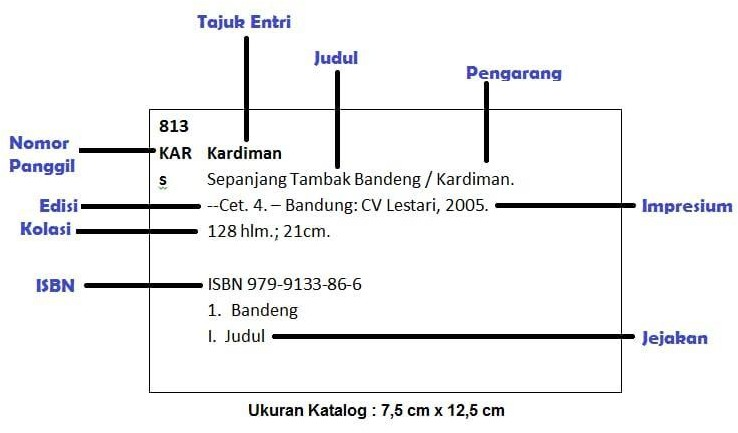 Tajuk Entri
Judul
Pengarang
813
Nomor Panggil
KAR Kardiman
s Sepanjang Tambak Bandeng / Kardiman.
Edisi
--Cet. 4. – Bandung: CV Lestari, 2005.
Impresium
Kolasi
128 hlm.; 21cm.
ISBN
ISBN 979-9133-86-6
1. Bandeng
I. Judul
Jejakan
Ukuran Katalog : 7,5 cm x 12,5 cm